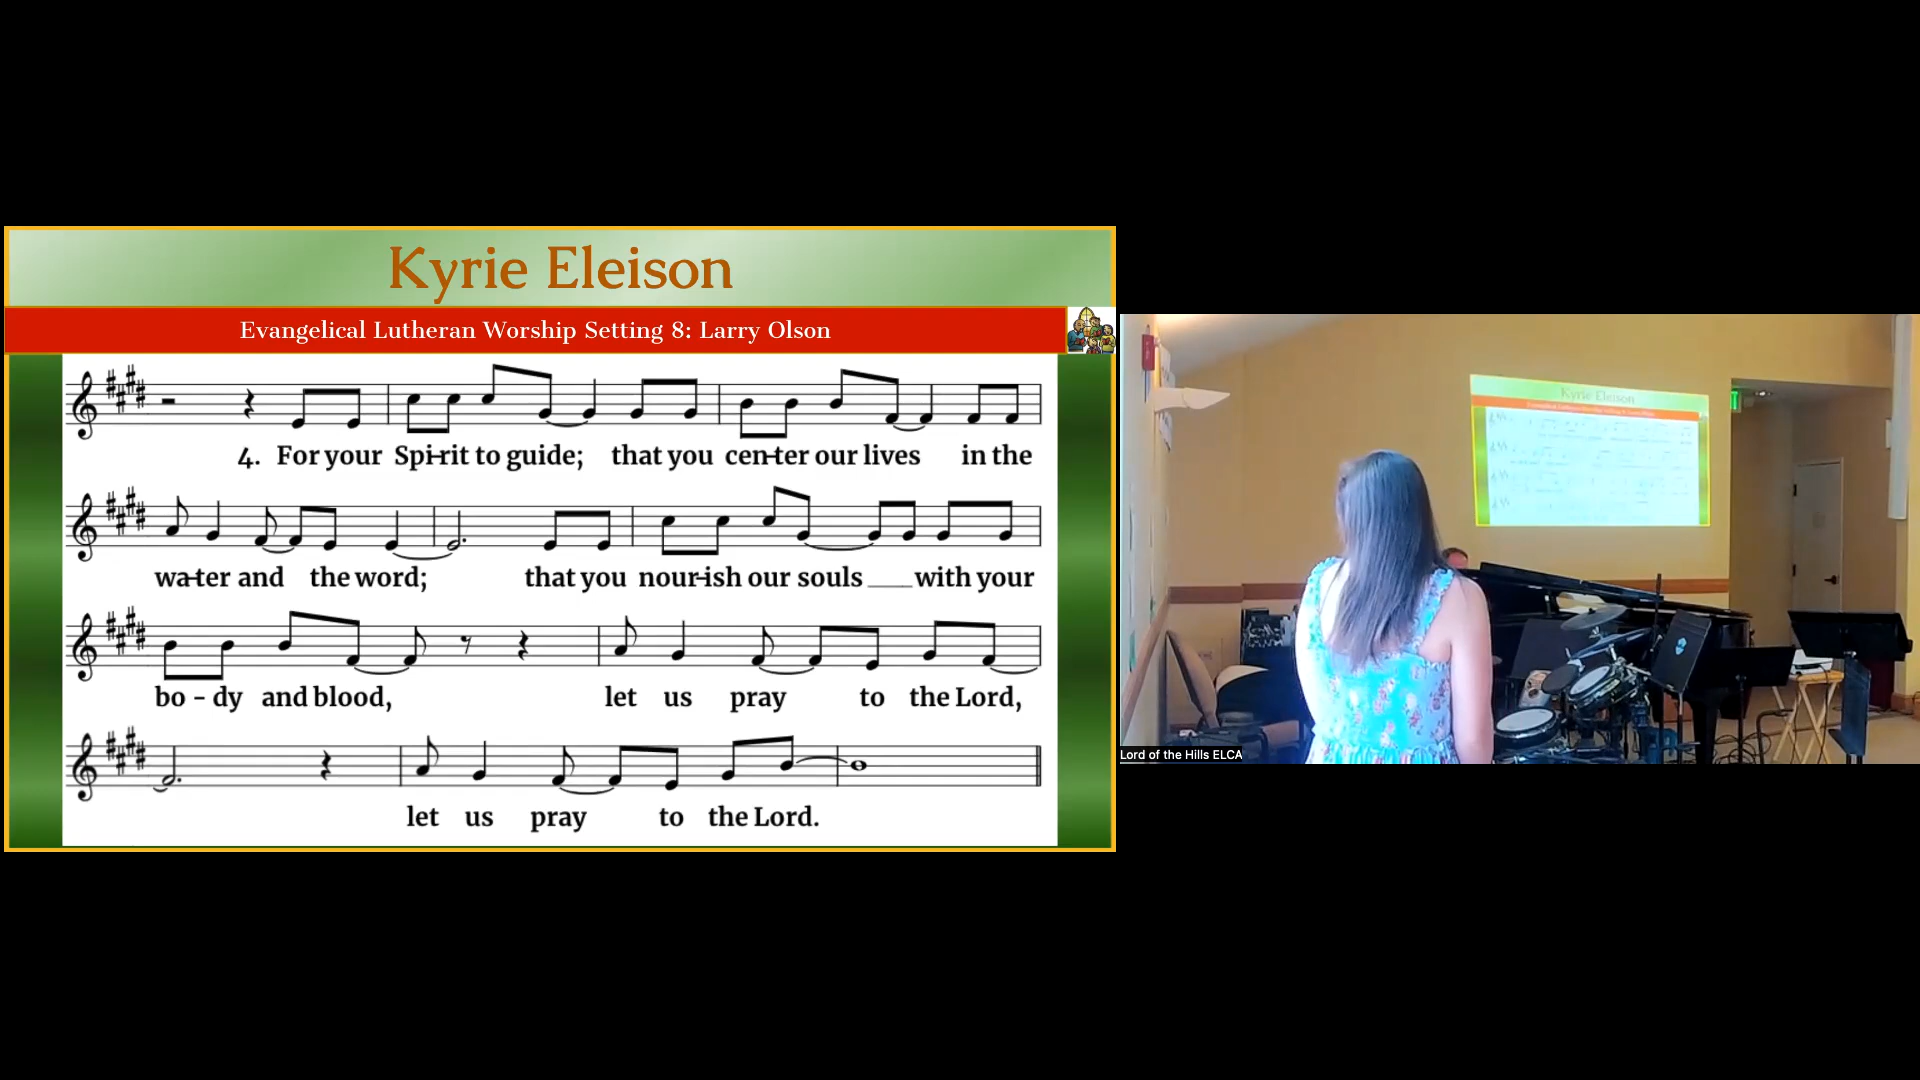 Kyrie Eleison
Evangelical Lutheran Worship Setting 8: Larry Olson
4. For your Spi-rit to guide; that you cen-ter our lives in the
wa-ter and the word; that you nour-ish our souls ___ with your
bo - dy and blood, let us pray to the Lord,
let us pray to the Lord.
Kyrie Eleison
Lord of the Hills ELCA